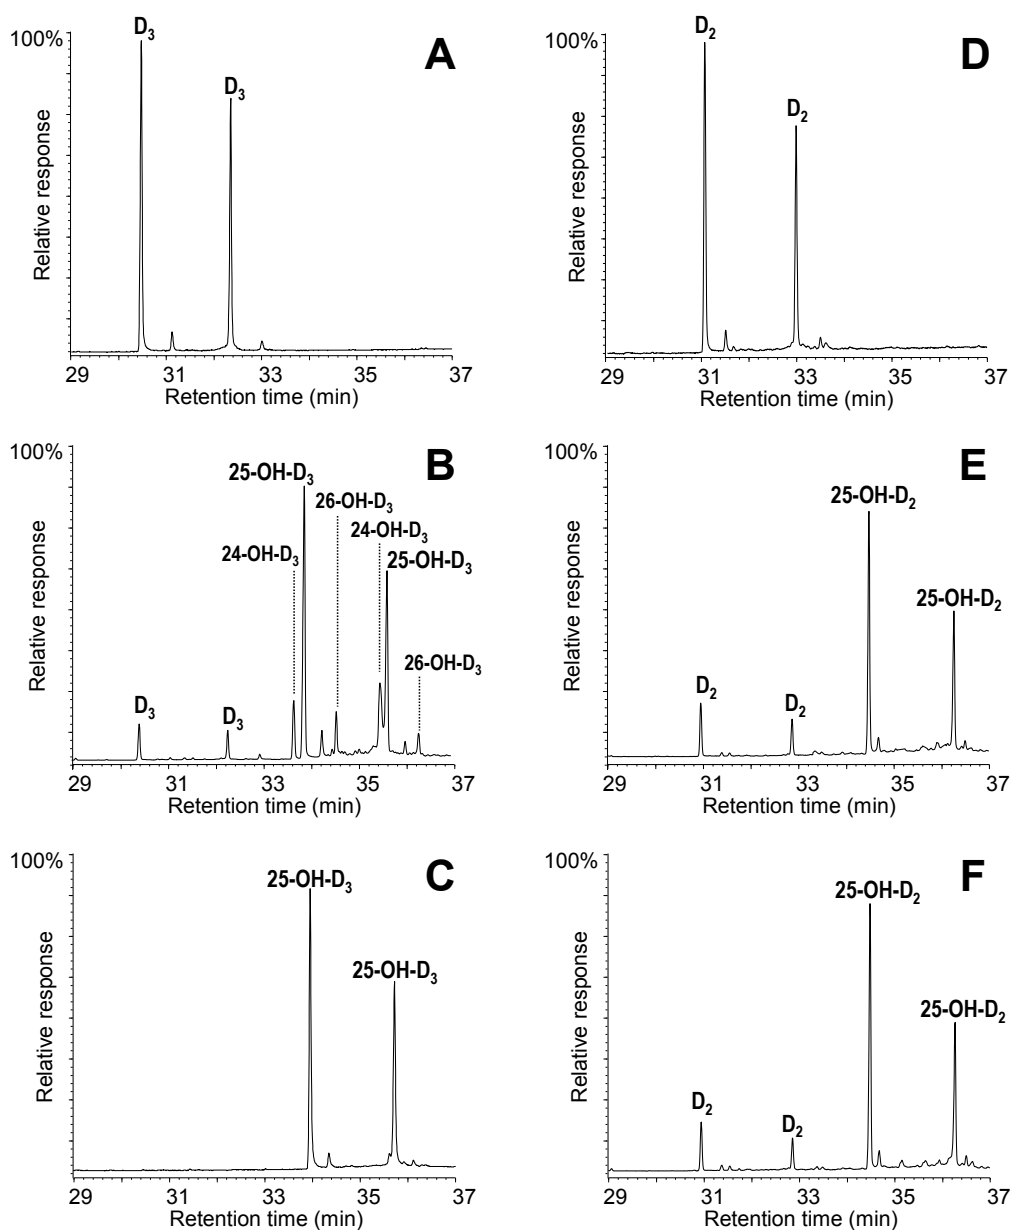 A
100%
D3
D3
Relative response
29 31 33 35 37
Retention time (min)
D
100%
D2
D2
Relative response
29 31 33 35 37
Retention time (min)
B
100%
25-OH-D3
26-OH-D3
24-OH-D3
24-OH-D3
25-OH-D3
26-OH-D3
D3
D3
Relative response
29 31 33 35 37
Retention time (min)
E
100%
25-OH-D2
25-OH-D2
D2
D2
Relative response
29 31 33 35 37
Retention time (min)
C
100%
25-OH-D3
25-OH-D3
Relative response
29 31 33 35 37
Retention time (min)
F
100%
25-OH-D2
25-OH-D2
D2
D2
Relative response
29 31 33 35 37
Retention time (min)